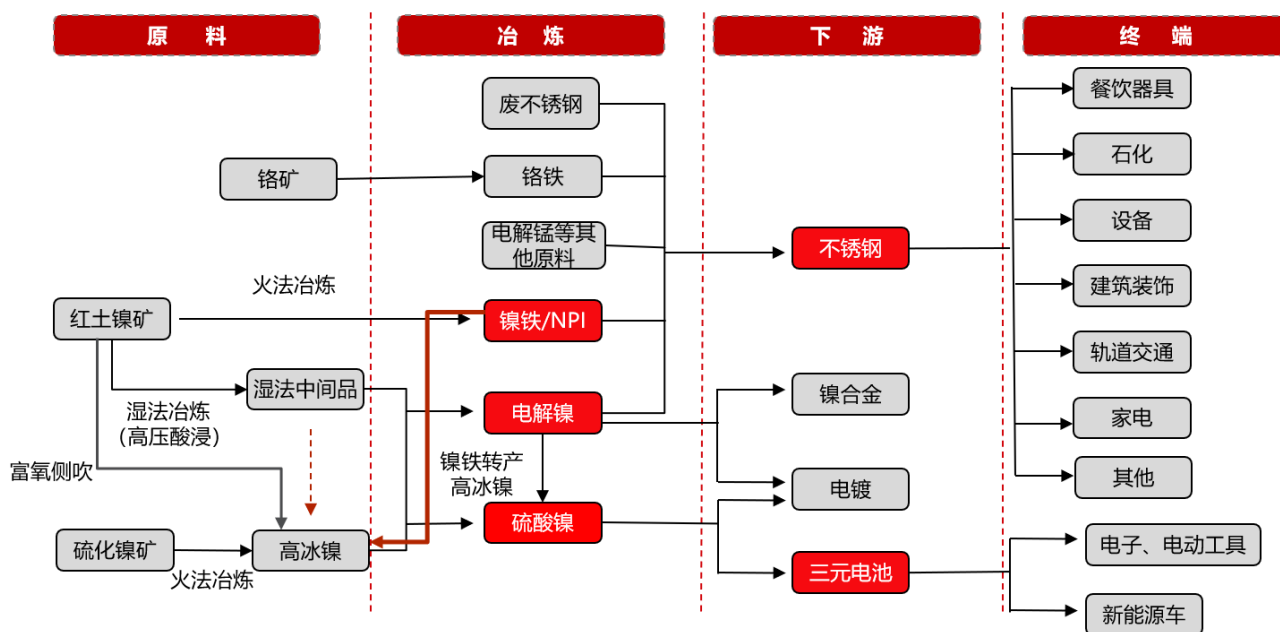 原 料
冶 炼
下 游
终 端
废不锈钢
餐饮器具
铬矿
铬铁
石化
电解锰等其
他原料
不锈钢
设备
火法冶炼
红土镍矿
镍铁/NPI
建筑装饰
轨道交通
湿法中间品
湿法冶炼
(高压酸浸)
电解镍
镍合金
家电
富氧侧吹
镍铁转产
高冰镍
电镀
其他
硫化镍矿
火法冶炼
高冰镍
硫酸镍
三元电池
电子、电动工具
新能源车